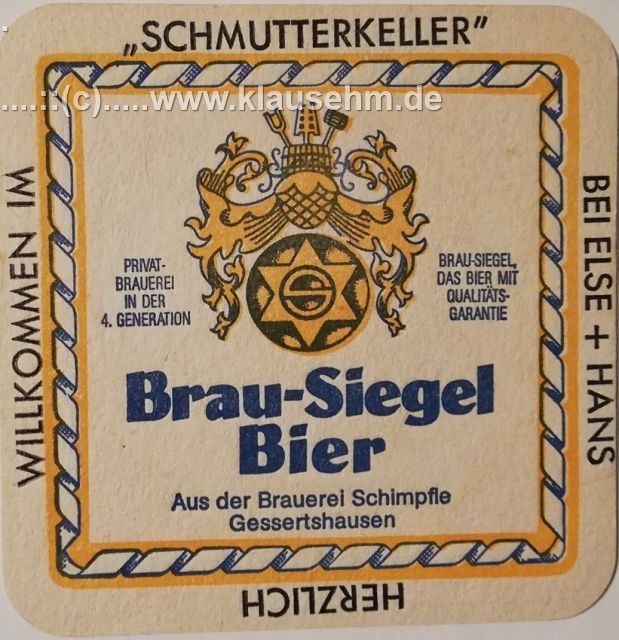 HERZLICH
WILLKOMMEN IM
„SCHMUTTERKELLER”
BEI ELSE + HANS
.....::(c).....www.klausehm.de
PRIVAT-
BRAUEREI
IN DER
4. GENERATION
BRAU-SIEGEL,
DAS BIER MIT
QUALITÄTS-
GARANTIE
S
Brau-Siegel
Bier
Aus der Brauerei Schimpfle
Gessertshausen